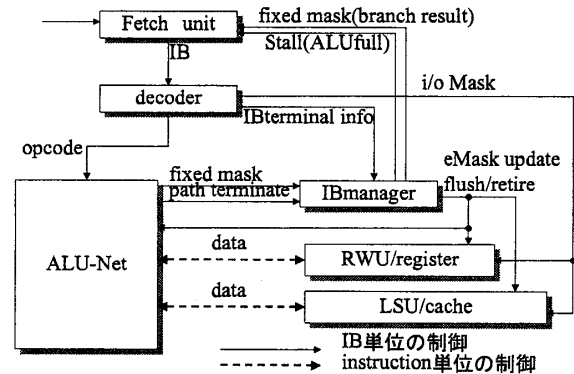 Fetch unit
fixed mask(branch result)
Stall(ALUfull)
IB
decoder
i/o Mask
IBterminal info
opcode
fixed mask
path terminate
IBmanager
eMask update
flush/retire
ALU-Net
data
RWU/register
data
LSU/cache
IB単位の制御
instruction単位の制御